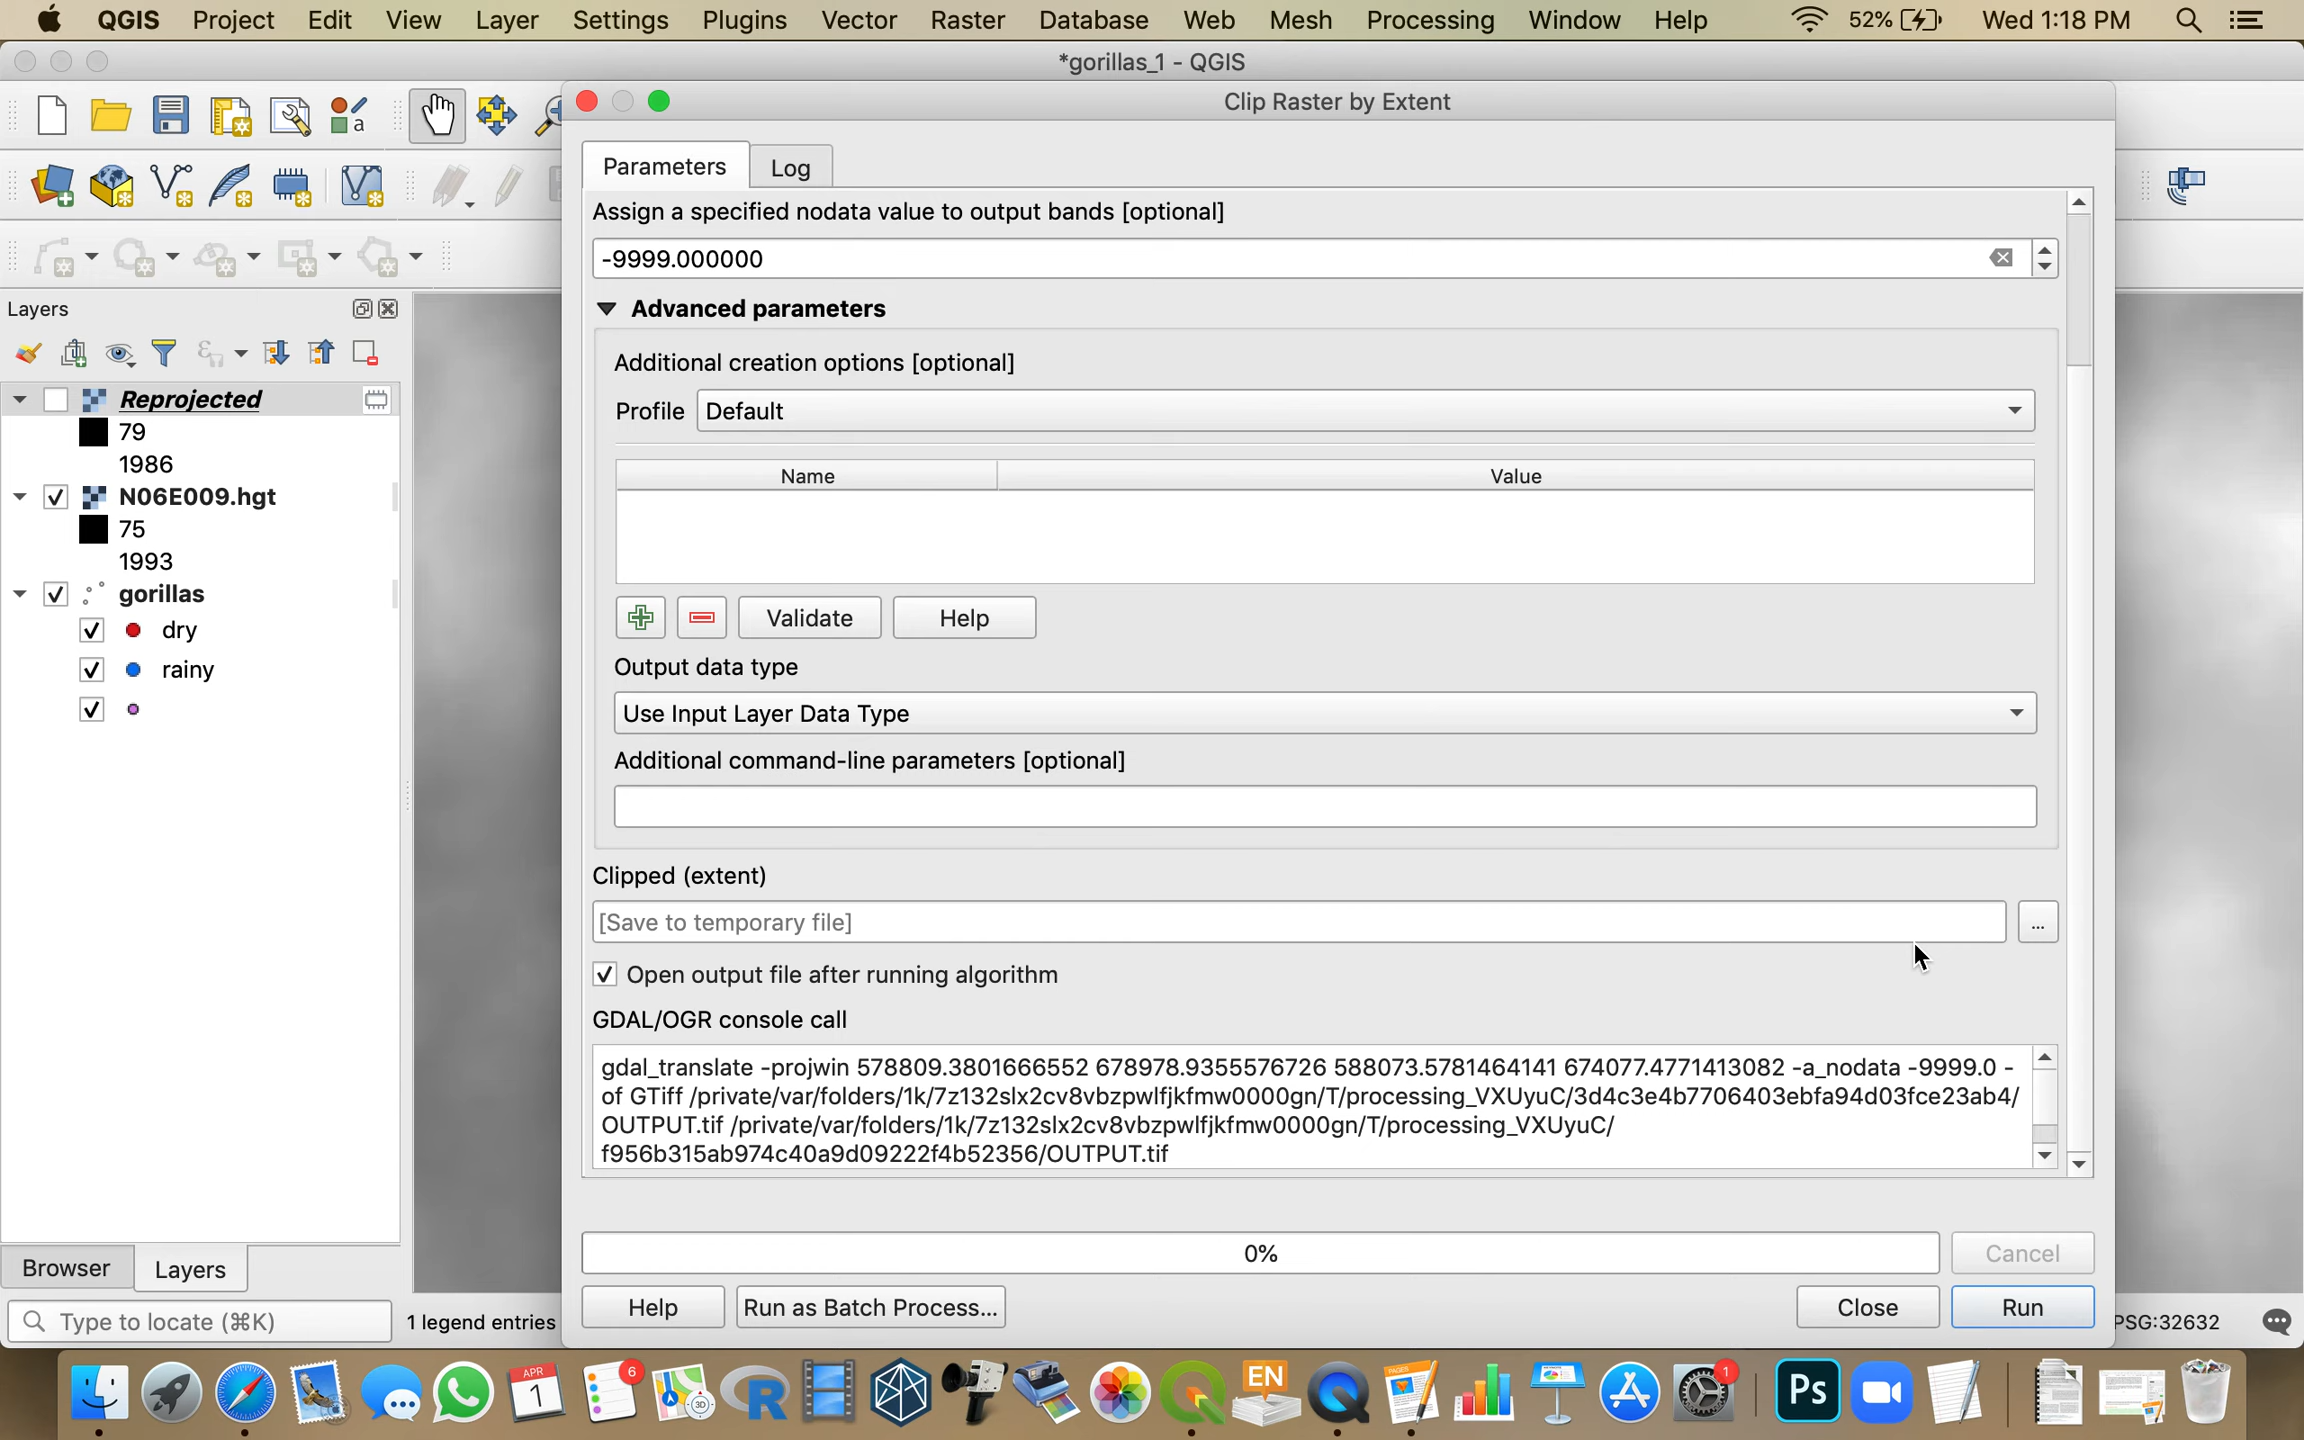 QGIS Project Edit View Layer Settings Plugins Vector Raster Database Web Mesh Processing Window Help 52% Wed 1:18 PM
*gorillas_1 - QGIS
Clip Raster by Extent
Parameters Log
Assign a specified nodata value to output bands [optional]
-9999.000000
Advanced parameters
Additional creation options [optional]
Profile Default
Name Value
Validate Help
Output data type
Use Input Layer Data Type
Additional command-line parameters [optional]
Clipped (extent)
[Save to temporary file] ...
Open output file after running algorithm
GDAL/OGR console call
gdal_translate -projwin 578809.3801666552 678978.9355576726 588073.5781464141 674077.4771413082 -a_nodata -9999.0 -
of GTiff /private/var/folders/1k/7z132slx2cv8vbzpwlfjkfmw0000gn/T/processing_VXUyuC/3d4c3e4b7706403ebfa94d03fce23ab4/
OUTPUT.tif /private/var/folders/1k/7z132slx2cv8vbzpwlfjkfmw0000gn/T/processing_VXUyuC/
f956b315ab974c40a9d09222f4b52356/OUTPUT.tif
0% Cancel
Help Run as Batch Process... Close Run
Layers
Reprojected
79
1986
N06E009.hgt
75
1993
gorillas
dry
rainy
Browser Layers
Type to locate (⌘K) 1 legend entries PSG:32632
APR
1
6
3D
R
EN
PAGES
1
Ps